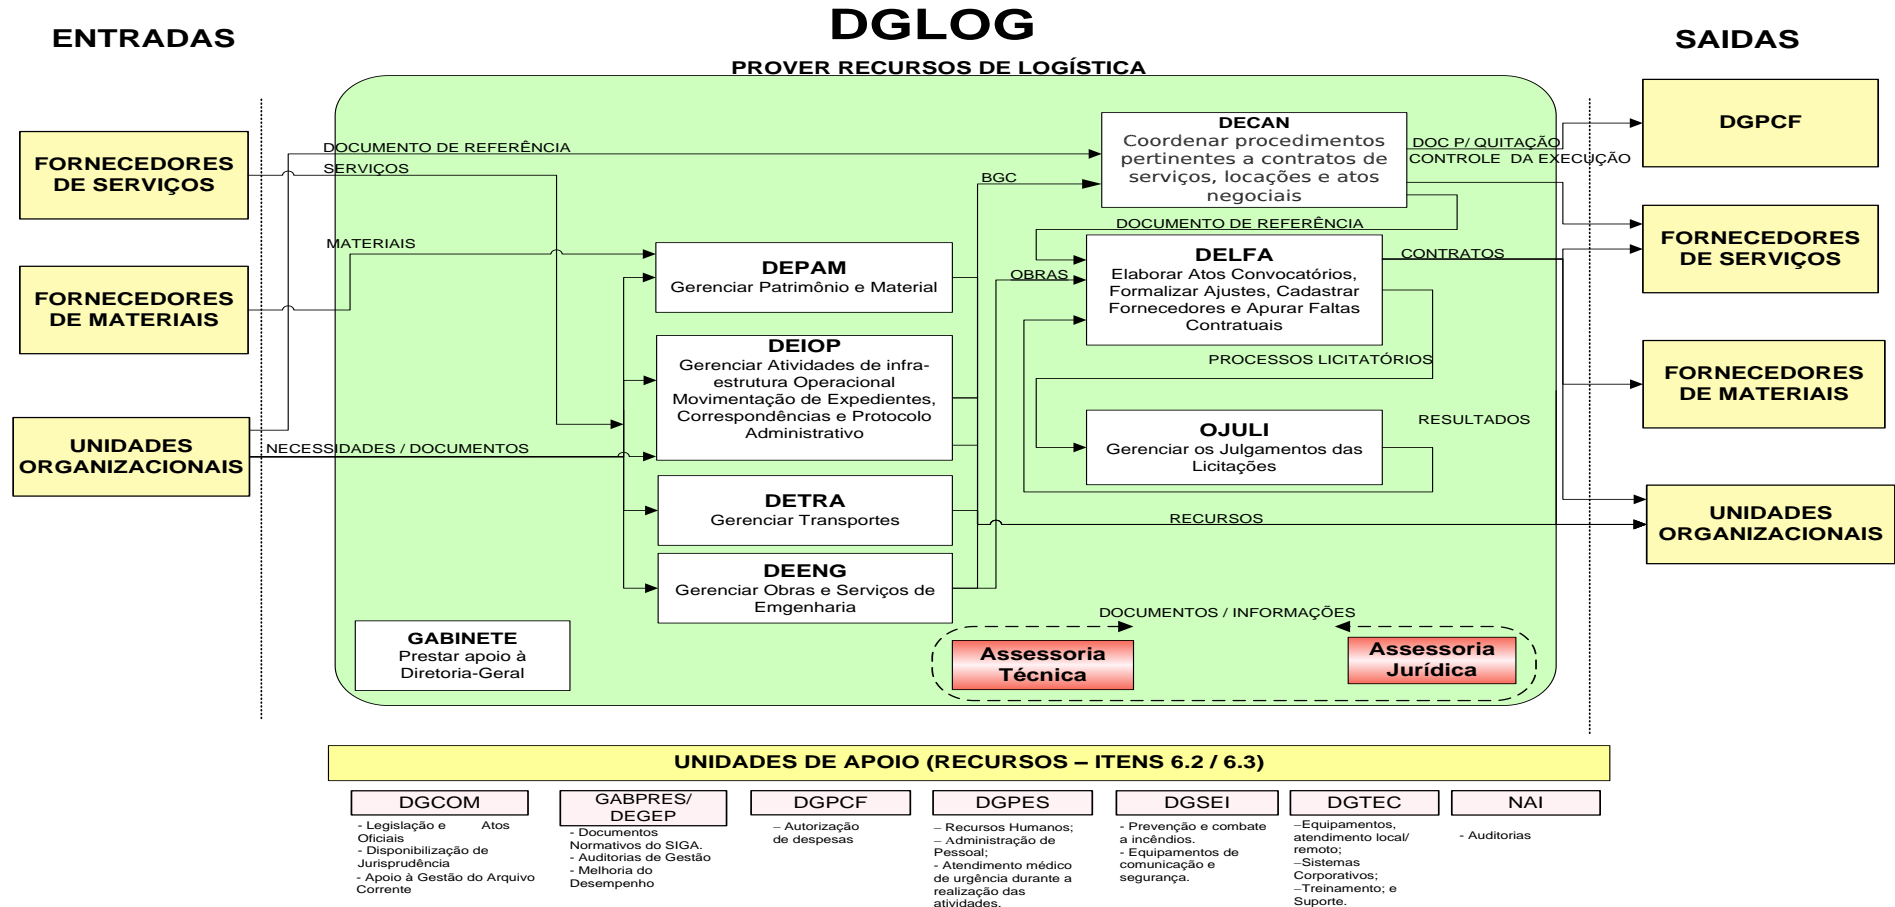 DGLOG
ENTRADAS
SAIDAS
PROVER RECURSOS DE LOGÍSTICA
FORNECEDORES
DE SERVIÇOS
FORNECEDORES
DE MATERIAIS
UNIDADES
ORGANIZACIONAIS
DOCUMENTO DE REFERÊNCIA
SERVIÇOS
MATERIAIS
NECESSIDADES / DOCUMENTOS
DEPAM
Gerenciar Patrimônio e Material
DEIOP
Gerenciar Atividades de infra-
estrutura Operacional
Movimentação de Expedientes,
Correspondências e Protocolo
Administrativo
DETRA
Gerenciar Transportes
DEENG
Gerenciar Obras e Serviços de
Emgenharia
GABINETE
Prestar apoio à
Diretoria-Geral
BGC
OBRAS
DECAN
Coordenar procedimentos
pertinentes a contratos de
serviços, locações e atos
negociais
DOC P/ QUITAÇÃO
CONTROLE DA EXECUÇÃO
DOCUMENTO DE REFERÊNCIA
DELFA
Elaborar Atos Convocatórios,
Formalizar Ajustes, Cadastrar
Fornecedores e Apurar Faltas
Contratuais
CONTRATOS
PROCESSOS LICITATÓRIOS
OJULI
Gerenciar os Julgamentos das
Licitações
RESULTADOS
RECURSOS
DOCUMENTOS / INFORMAÇÕES
Assessoria
Técnica
Assessoria
Jurídica
DGPCF
FORNECEDORES
DE SERVIÇOS
FORNECEDORES
DE MATERIAIS
UNIDADES
ORGANIZACIONAIS
UNIDADES DE APOIO (RECURSOS – ITENS 6.2 / 6.3)
DGCOM
- Legislação e Atos
Oficiais
- Disponibilização de
Jurisprudência
- Apoio à Gestão do Arquivo
Corrente
GABPRES/
DEGEP
- Documentos
Normativos do SIGA.
- Auditorias de Gestão
- Melhoria do
Desempenho
DGPCF
– Autorização
de despesas
DGPES
– Recursos Humanos;
– Administração de
Pessoal;
- Atendimento médico
de urgência durante a
realização das
atividades.
DGSEI
- Prevenção e combate
a incêndios.
- Equipamentos de
comunicação e
segurança.
DGTEC
–Equipamentos,
atendimento local/
remoto;
–Sistemas
Corporativos;
–Treinamento; e
Suporte.
NAI
- Auditorias